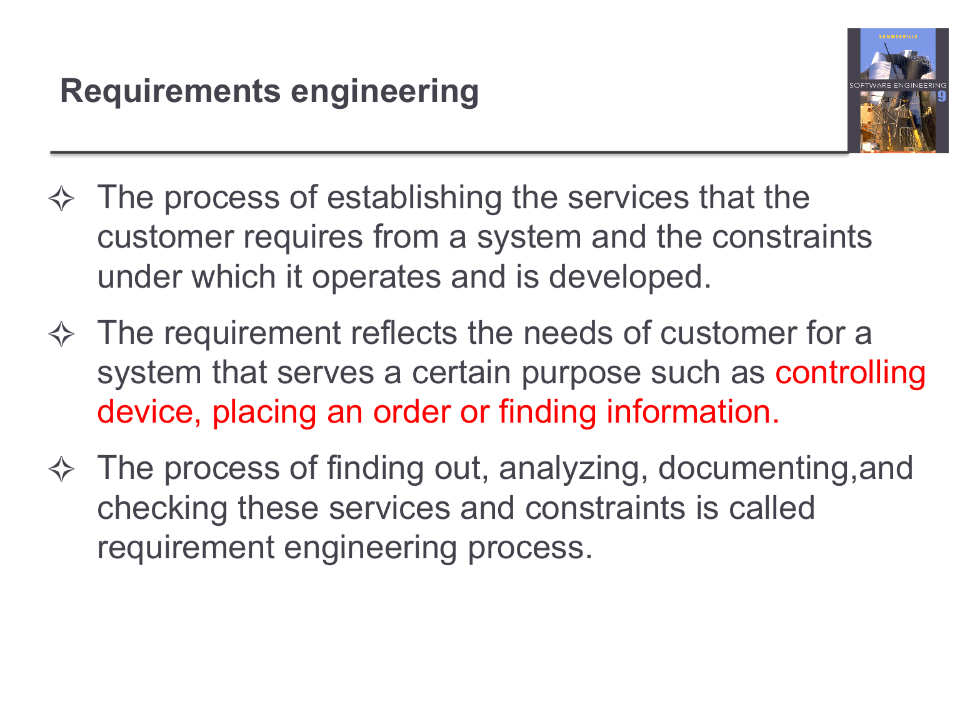 Requirements engineering
SOMMERVILLE
SOFTWARE ENGINEERING
9
The process of establishing the services that the
customer requires from a system and the constraints
under which it operates and is developed.
The requirement reflects the needs of customer for a
system that serves a certain purpose such as controlling
device, placing an order or finding information.
The process of finding out, analyzing, documenting,and
checking these services and constraints is called
requirement engineering process.